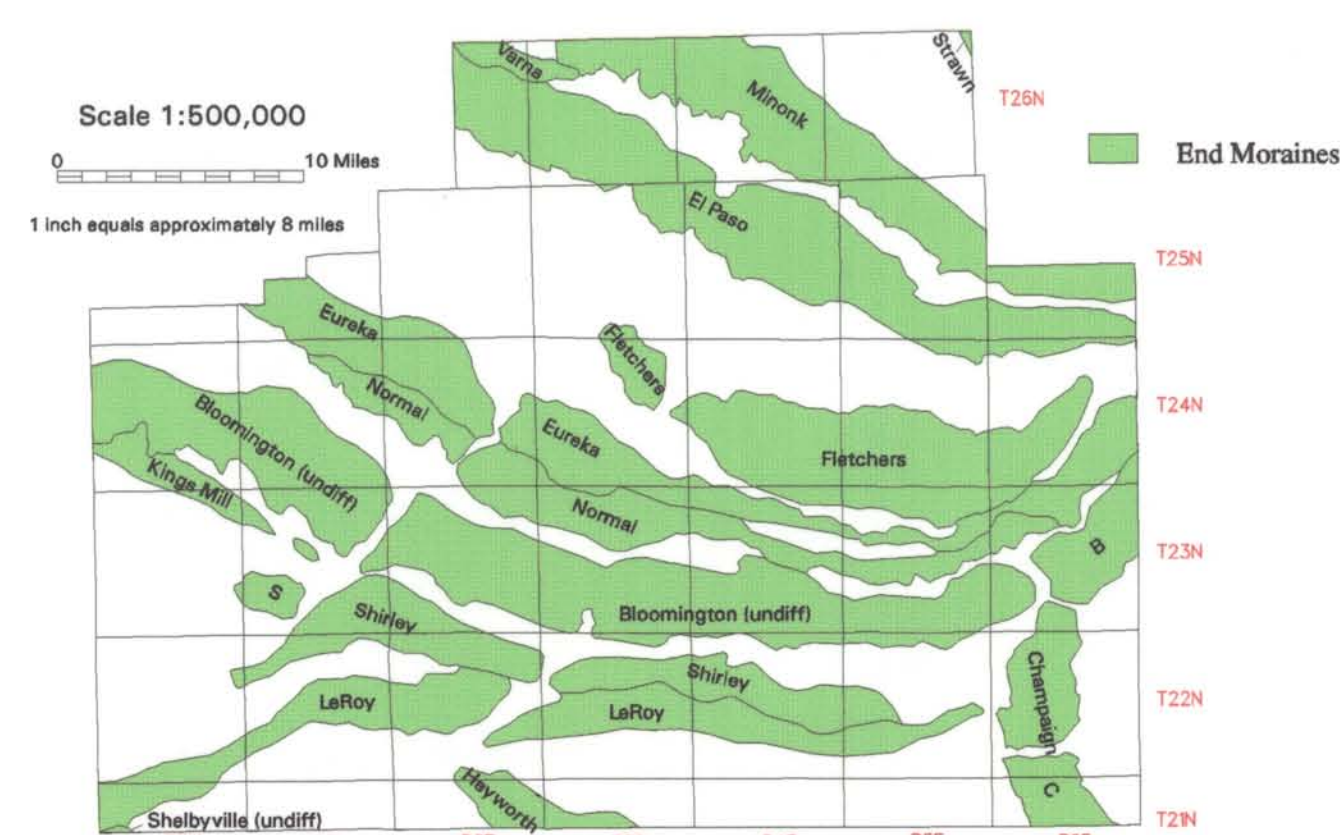 Varna
Strawn
Minonk
T26N
Scale 1:500,000
0 10 Miles
1 inch equals approximately 8 miles
End Moraines
El Paso
T25N
Eureka
Fletchers
Normal
T24N
Bloomington (undiff)
Eureka
Fletchers
Kings Mill
Normal
T23N
B
S
Shirley
Bloomington (undiff)
Champaign
Shirley
LeRoy
LeRoy
T22N
Heyworth
C
Shelbyville (undiff)
T21N